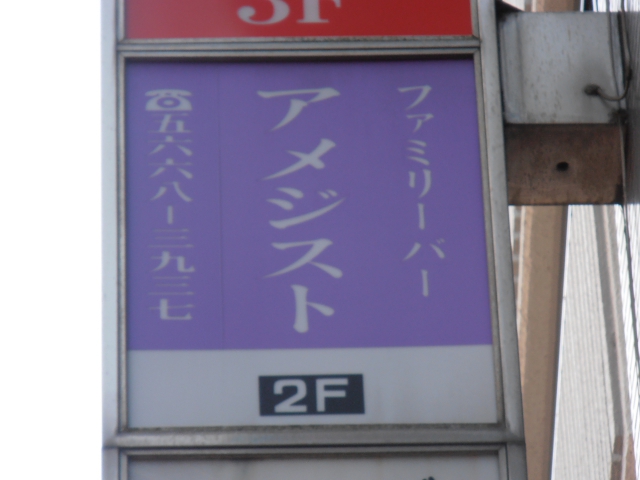 3F
ファミリーバー
アメジスト
☎五六六八ー三九三七
2F